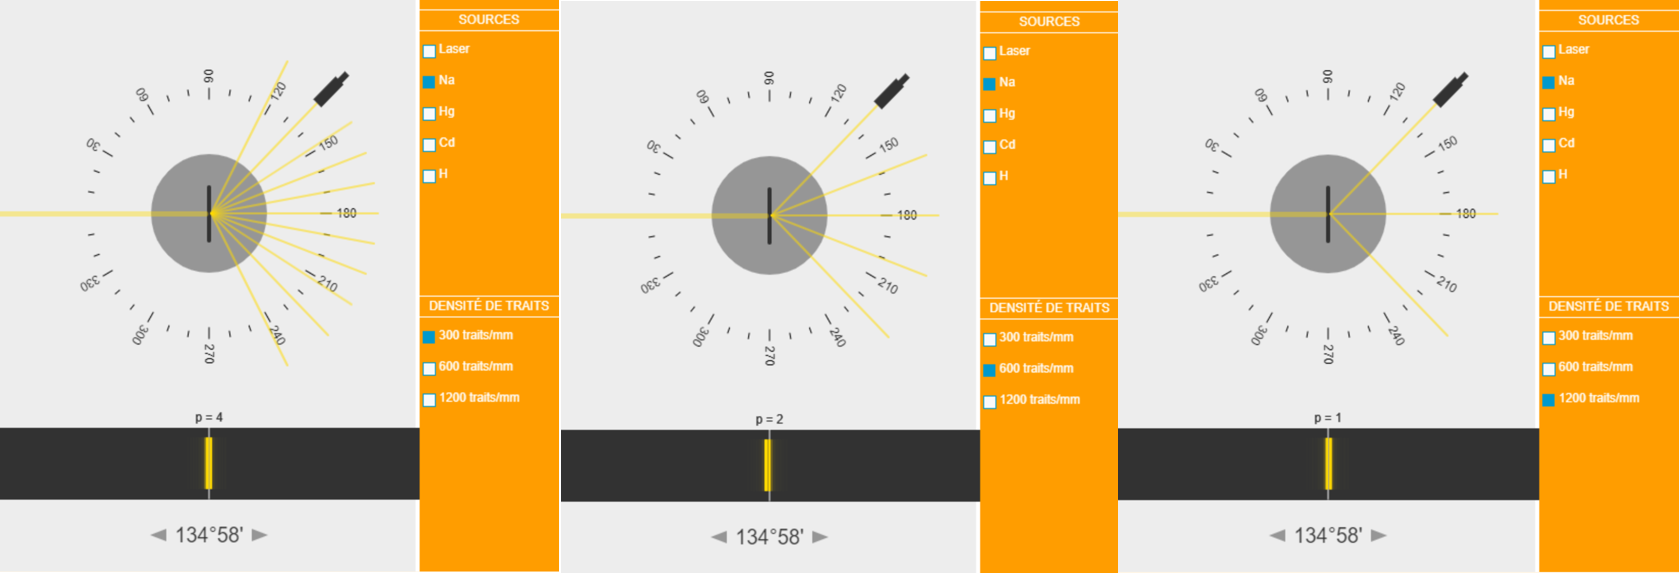 SOURCES
Laser
Na
Hg
Cd
H
90
120
150
180
210
240
270
300
330
30
60
DENSITÉ DE TRAITS
300 traits/mm
600 traits/mm
1200 traits/mm
p = 4
134°58'
SOURCES
Laser
Na
Hg
Cd
H
90
120
150
180
210
240
270
300
330
30
60
DENSITÉ DE TRAITS
300 traits/mm
600 traits/mm
1200 traits/mm
p = 2
134°58'
SOURCES
Laser
Na
Hg
Cd
H
90
120
150
180
210
240
270
300
330
30
60
DENSITÉ DE TRAITS
300 traits/mm
600 traits/mm
1200 traits/mm
p = 1
134°58'